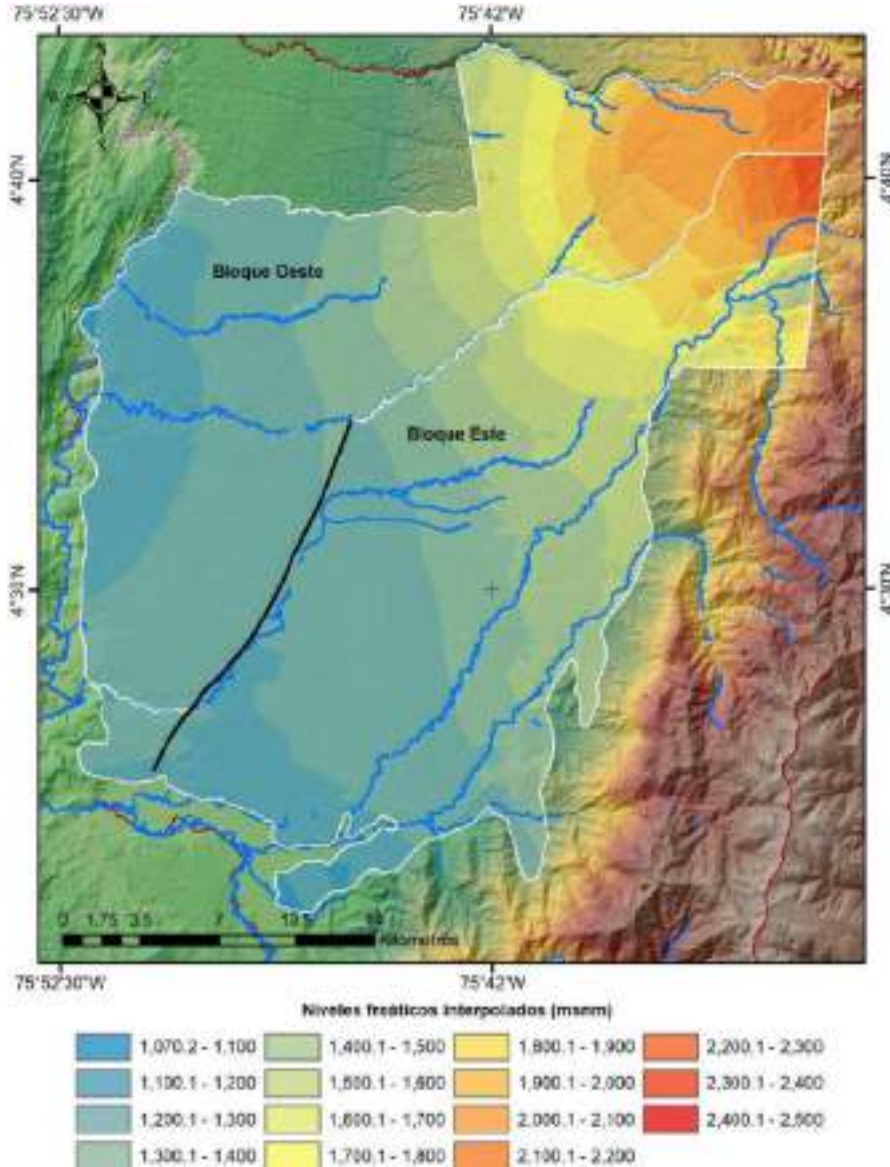 75°52'30"W 75°42'W
4°40'N 4°40'N
Bloque Oeste
Bloque Este
4°30'N 4°30'N
0 1.75 3.5 7
Kilometros
75°52'30"W 75°42'W
Niveles freáticos interpolados (msnm)
1,070.2 - 1,100 1,400.1 - 1,500 1,800.1 - 1,900 2,200.1 - 2,300
1,100.1 - 1,200 1,500.1 - 1,600 1,900.1 - 2,000 2,300.1 - 2,400
1,200.1 - 1,300 1,600.1 - 1,700 2,000.1 - 2,100 2,400.1 - 2,500
1,300.1 - 1,400 1,700.1 - 1,800 2,100.1 - 2,200